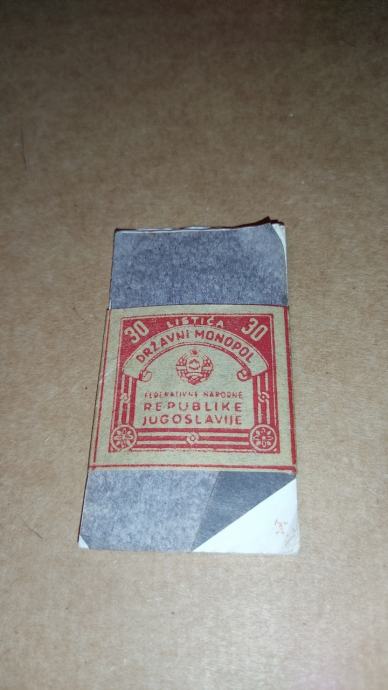 30 LISTIĆA 30
DRŽAVNI MONOPOL
FEDERATIVNE NARODNE
REPUBLIKE
JUGOSLAVIJE